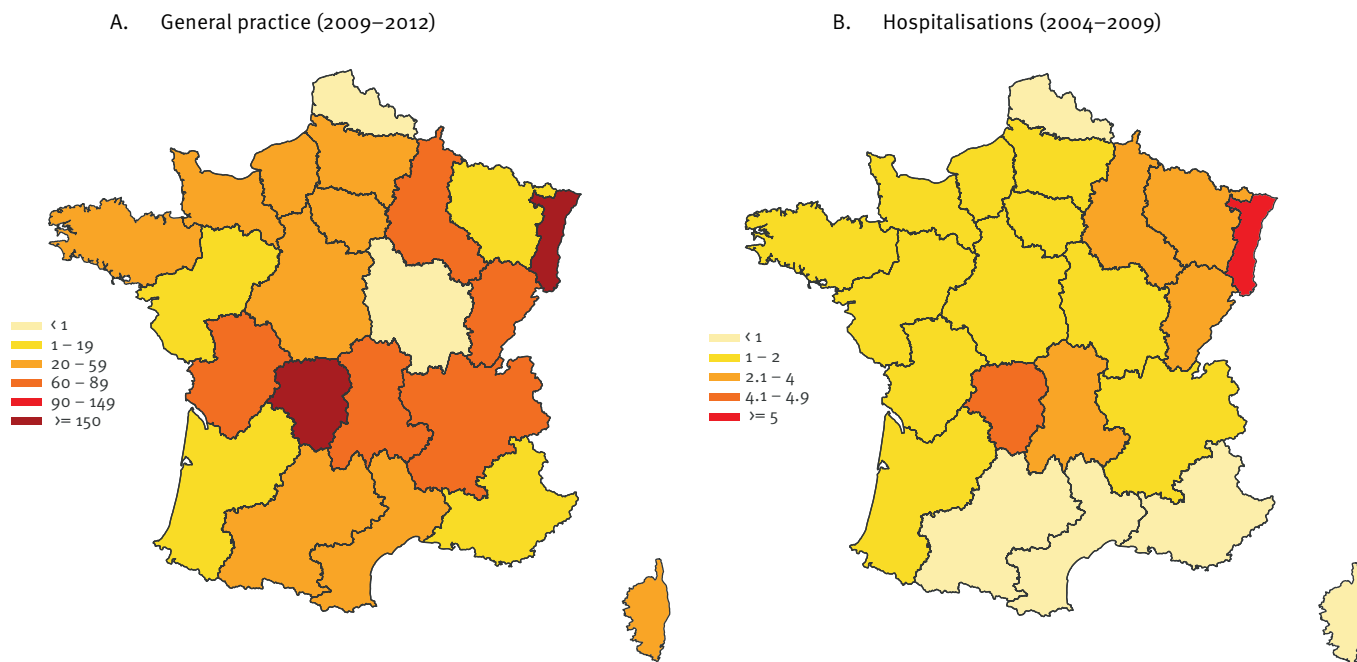 A. General practice (2009–2012)
< 1
1 – 19
20 – 59
60 – 89
90 – 149
>= 150
B. Hospitalisations (2004–2009)
< 1
1 – 2
2.1 – 4
4.1 – 4.9
>= 5